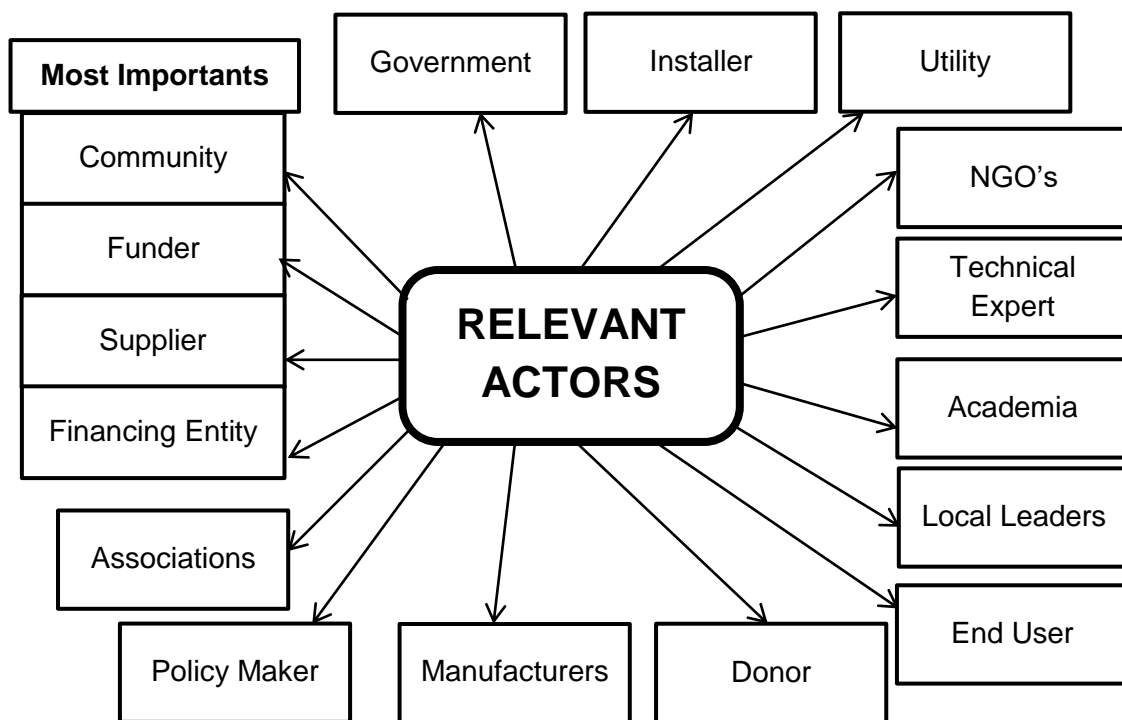 Most Importants
Community
Funder
Supplier
Financing Entity
Government
Installer
Utility
NGO's
Technical
Expert
RELEVANT
ACTORS
Academia
Local Leaders
End User
Associations
Policy Maker
Manufacturers
Donor